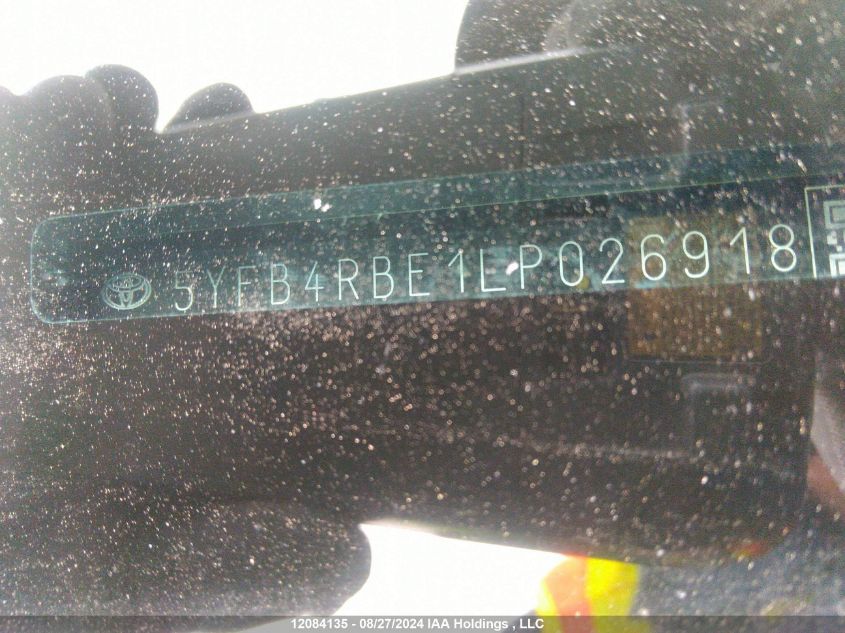 5YFB4RBE1LP026918
12084135 - 08/27/2024 IAA Holdings , LLC